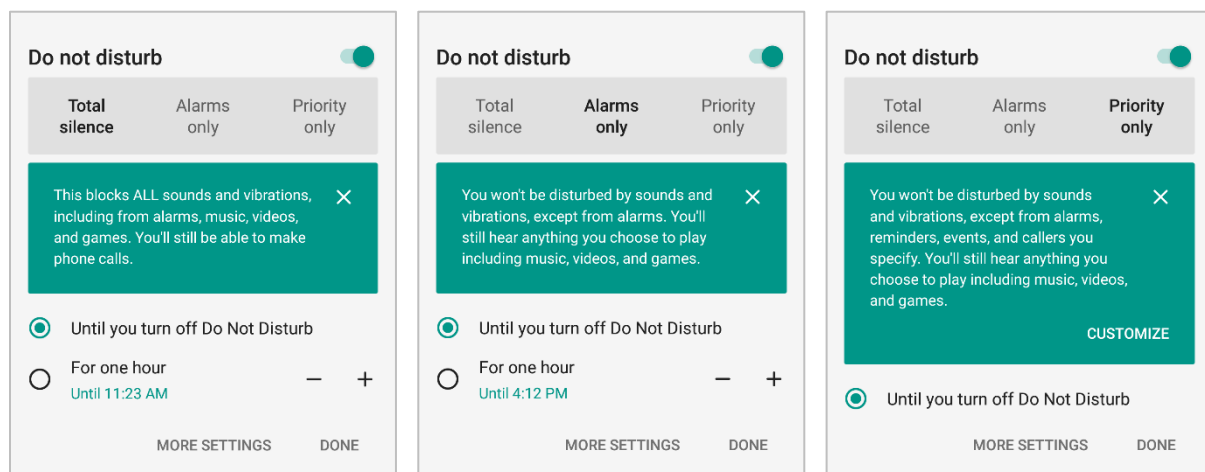 Do not disturb
Total silence
Alarms only
Priority only
This blocks ALL sounds and vibrations,
including from alarms, music, videos,
and games. You'll still be able to make
phone calls.
Until you turn off Do Not Disturb
For one hour
Until 11:23 AM
MORE SETTINGS DONE
Do not disturb
Total silence
Alarms only
Priority only
You won't be disturbed by sounds and
vibrations, except from alarms. You'll
still hear anything you choose to play
including music, videos, and games.
Until you turn off Do Not Disturb
For one hour
Until 4:12 PM
MORE SETTINGS DONE
Do not disturb
Total silence
Alarms only
Priority only
You won't be disturbed by sounds
and vibrations, except from alarms,
reminders, events, and callers you
specify. You'll still hear anything you
choose to play including music, videos,
and games.
CUSTOMIZE
Until you turn off Do Not Disturb
MORE SETTINGS DONE